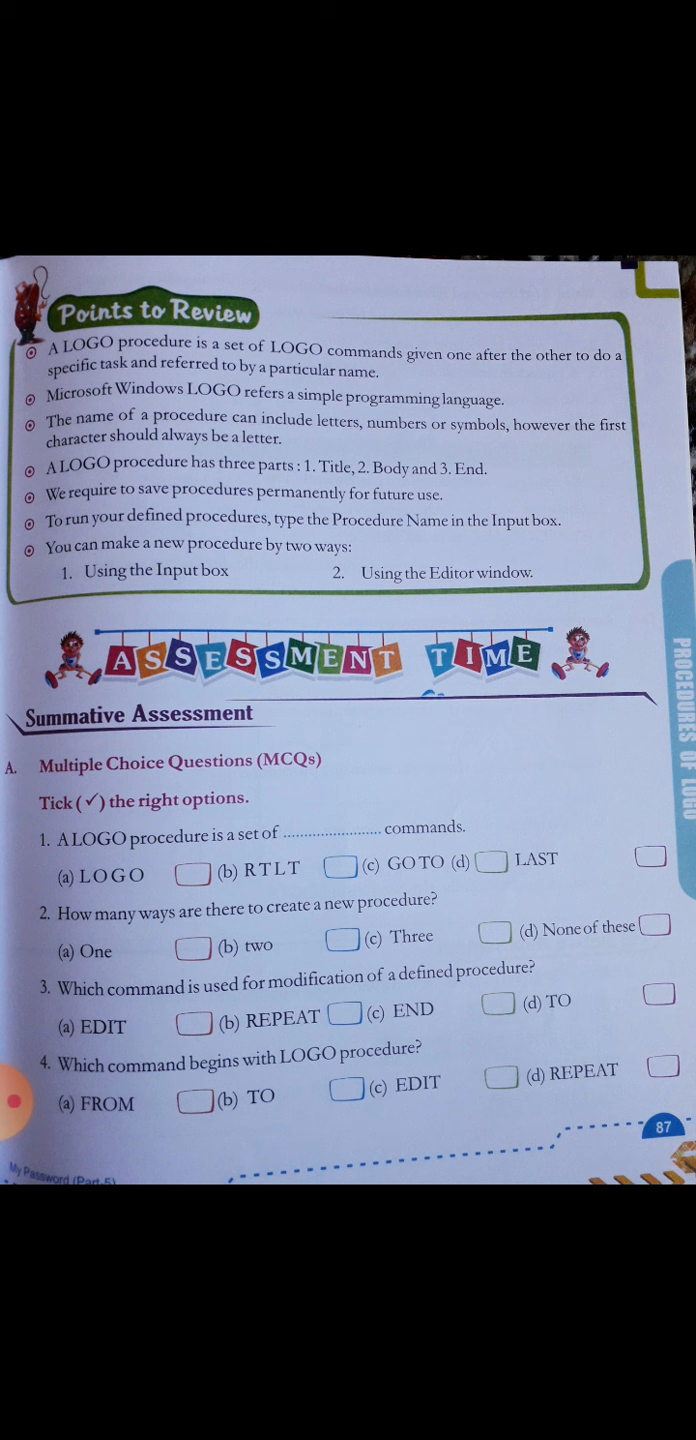 Points to Review
A LOGO procedure is a set of LOGO commands given one after the other to do a
specific task and referred to by a particular name.
Microsoft Windows LOGO refers a simple programming language.
The name of a procedure can include letters, numbers or symbols, however the first
character should always be a letter.
A LOGO procedure has three parts : 1. Title, 2. Body and 3. End.
We require to save procedures permanently for future use.
To run your defined procedures, type the Procedure Name in the Input box.
You can make a new procedure by two ways:
1. Using the Input box 2. Using the Editor window.
ASSESSMENT TIME
PROCEDURES OF LOGO
Summative Assessment
A. Multiple Choice Questions (MCQs)
Tick (✓) the right options.
1. A LOGO procedure is a set of ........................ commands.
(a) L O G O (b) R T L T (c) GO TO (d) LAST
2. How many ways are there to create a new procedure?
(a) One (b) two (c) Three (d) None of these
3. Which command is used for modification of a defined procedure?
(a) EDIT (b) REPEAT (c) END (d) TO
4. Which command begins with LOGO procedure?
(a) FROM (b) TO (c) EDIT (d) REPEAT
87
My Password (Part-5)